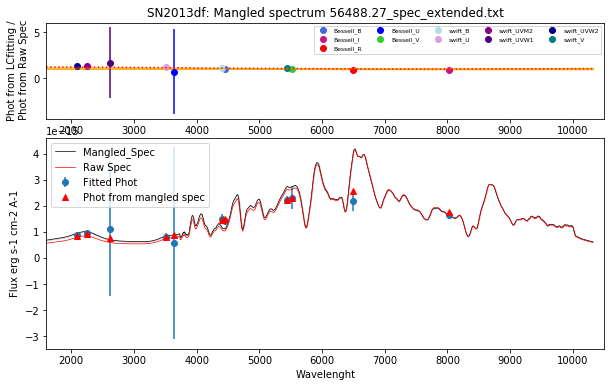 SN2013df: Mangled spectrum 56488.27_spec_extended.txt
Phot from LCfitting /
Phot from Raw Spec
5
0
Bessell_B
Bessell_I
Bessell_R
Bessell_U
Bessell_V
swift_B
swift_U
swift_UVM2
swift_UVW1
swift_UVW2
swift_V
2000 3000 4000 5000 6000 7000 8000 9000 10000
1e−15
Flux erg s-1 cm-2 A-1
4
3
2
1
0
−1
−2
−3
Mangled_Spec
Raw Spec
Fitted Phot
Phot from mangled spec
2000 3000 4000 5000 6000 7000 8000 9000 10000
Wavelenght